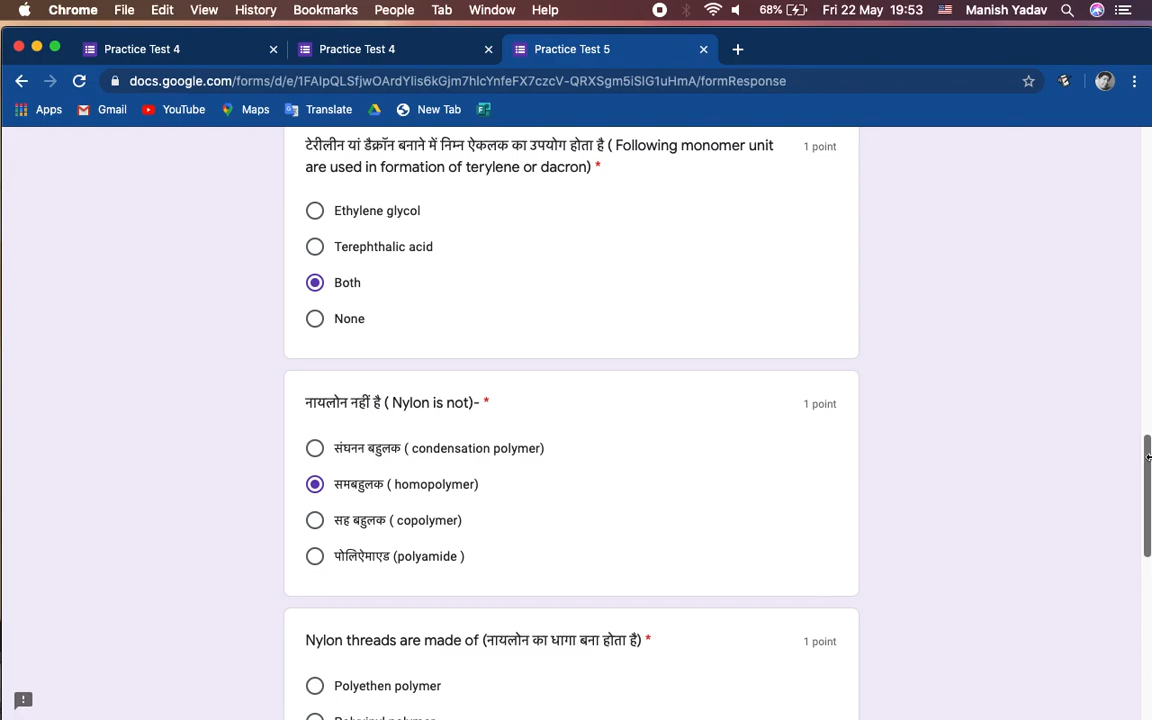 Chrome File Edit View History Bookmarks People Tab Window Help 68% Fri 22 May 19:53 Manish Yadav
Practice Test 4 Practice Test 4 Practice Test 5
docs.google.com/forms/d/e/1FAIpQLSfjwOArdYlis6kGjm7hlcYnfeFX7czcV-QRXSgm5iSIG1uHmA/formResponse
Apps Gmail YouTube Maps Translate New Tab
टेरीलीन यां डैक्रॉन बनाने में निम्न ऐकलक का उपयोग होता है ( Following monomer unit 1 point
are used in formation of terylene or dacron) *
Ethylene glycol
Terephthalic acid
Both
None
नायलोन नहीं है ( Nylon is not)- * 1 point
संघनन बहुलक ( condensation polymer)
समबहुलक ( homopolymer)
सह बहुलक ( copolymer)
पोलिऐमाएड (polyamide )
Nylon threads are made of (नायलोन का धागा बना होता है) * 1 point
Polyethen polymer
Polyvinyl polymer